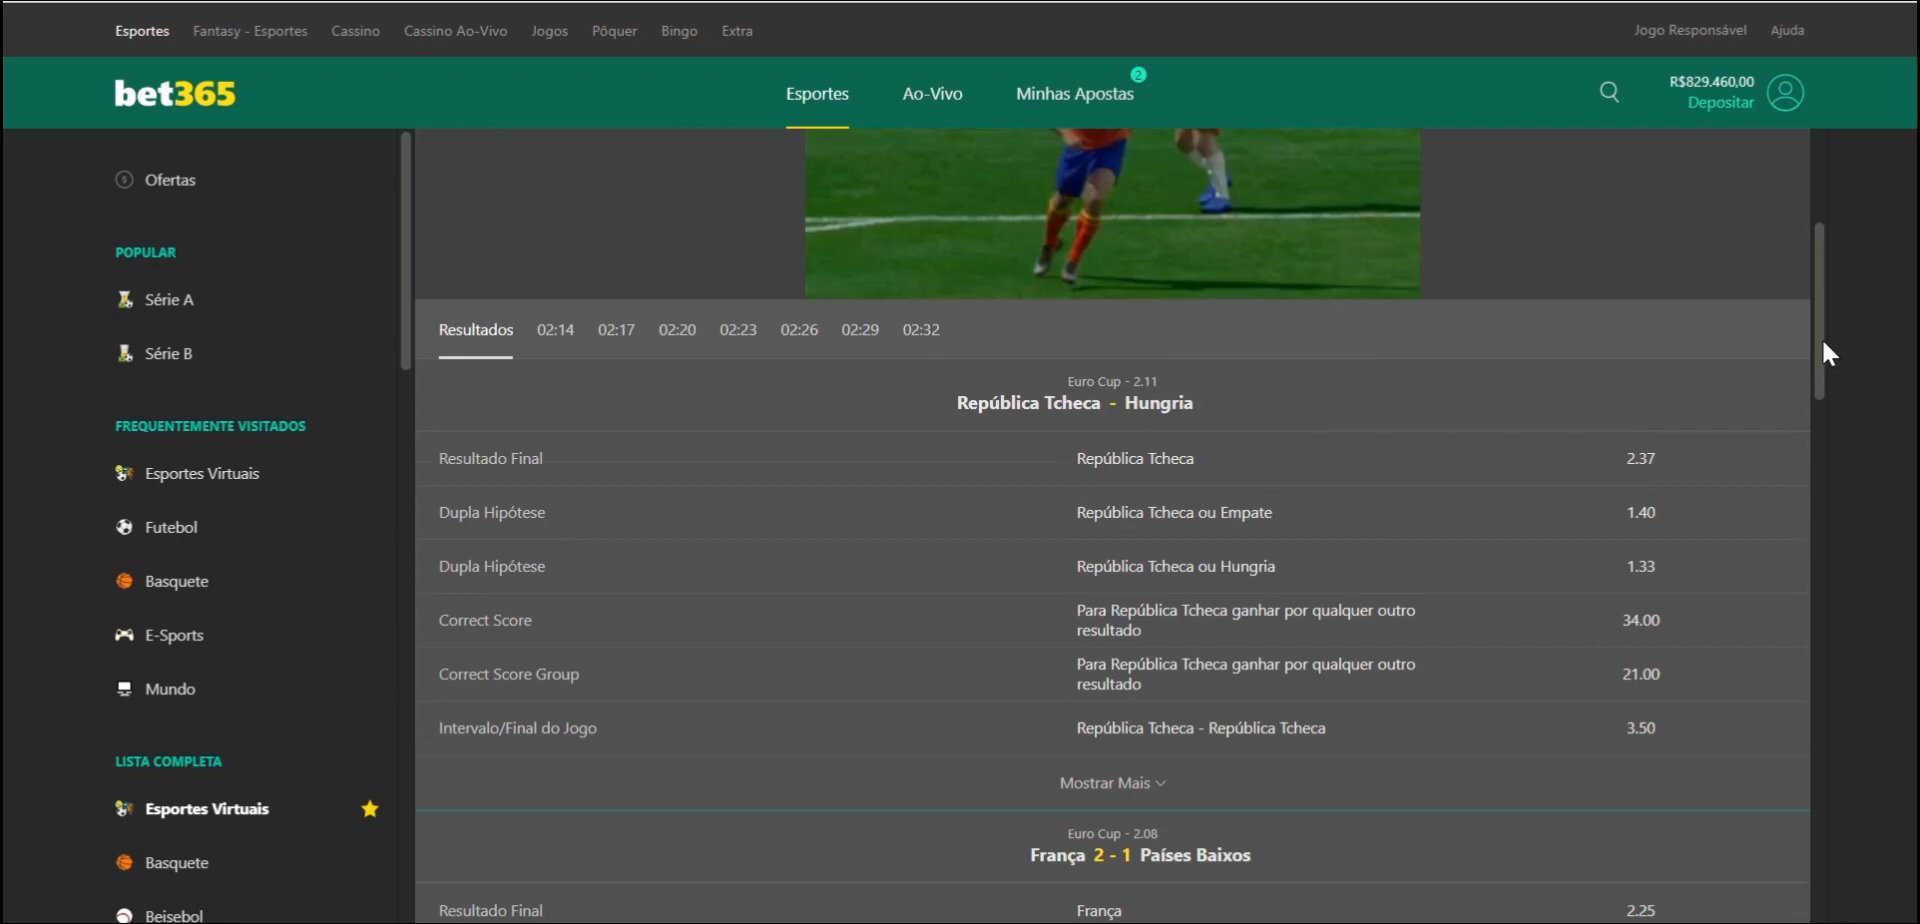 Esportes Fantasy - Esportes Cassino Cassino Ao-Vivo Jogos Pôquer Bingo Extra Jogo Responsável Ajuda
bet365 Esportes Ao-Vivo Minhas Apostas 2 R$829.460,00
Depositar
Ofertas
POPULAR
Série A
Série B
FREQUENTEMENTE VISITADOS
Esportes Virtuais
Futebol
Basquete
E-Sports
Mundo
LISTA COMPLETA
Esportes Virtuais
Basquete
Beisebol
Resultados 02:14 02:17 02:20 02:23 02:26 02:29 02:32
Euro Cup - 2.11
República Tcheca - Hungria
Resultado Final República Tcheca 2.37
Dupla Hipótese República Tcheca ou Empate 1.40
Dupla Hipótese República Tcheca ou Hungria 1.33
Correct Score Para República Tcheca ganhar por qualquer outro resultado 34.00
Correct Score Group Para República Tcheca ganhar por qualquer outro resultado 21.00
Intervalo/Final do Jogo República Tcheca - República Tcheca 3.50
Mostrar Mais
Euro Cup - 2.08
França 2 - 1 Países Baixos
Resultado Final França 2.25